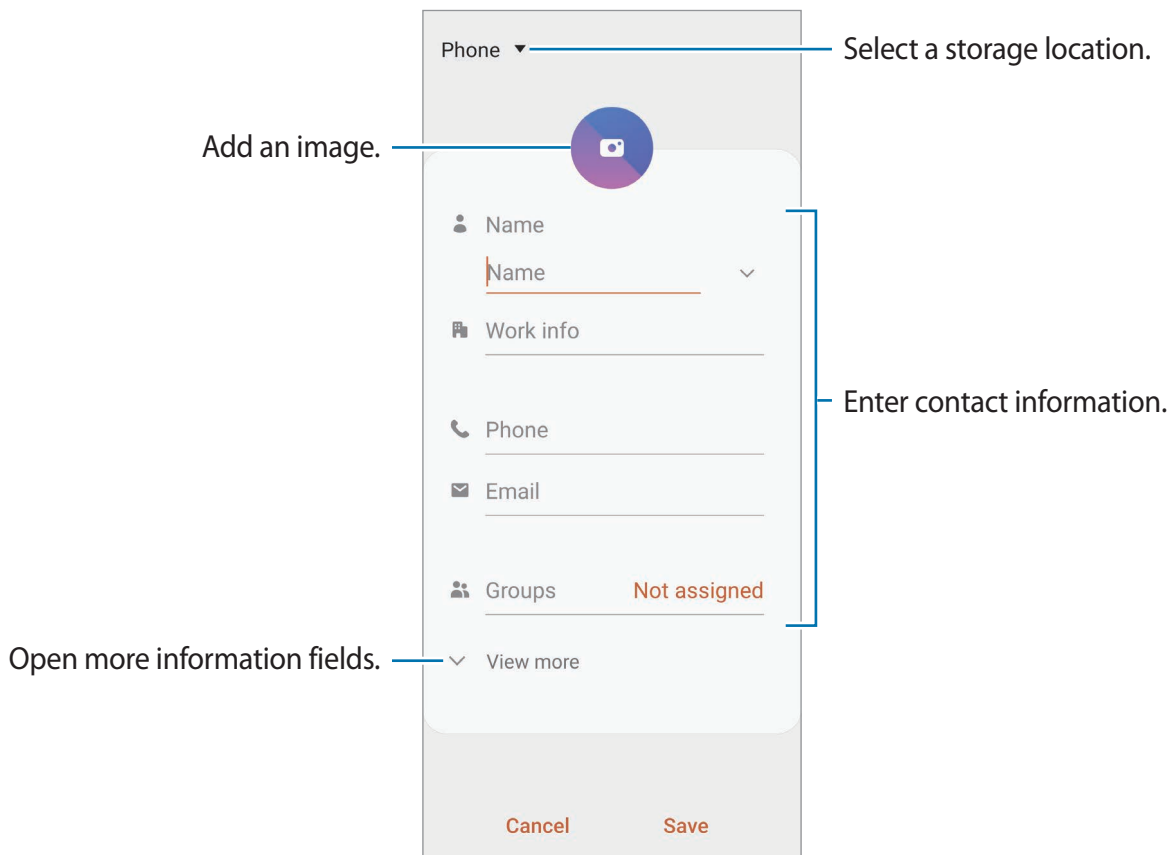 Phone
Select a storage location.
Add an image.
Name
Name
Work info
Enter contact information.
Phone
Email
Groups Not assigned
Open more information fields.
View more
Cancel Save